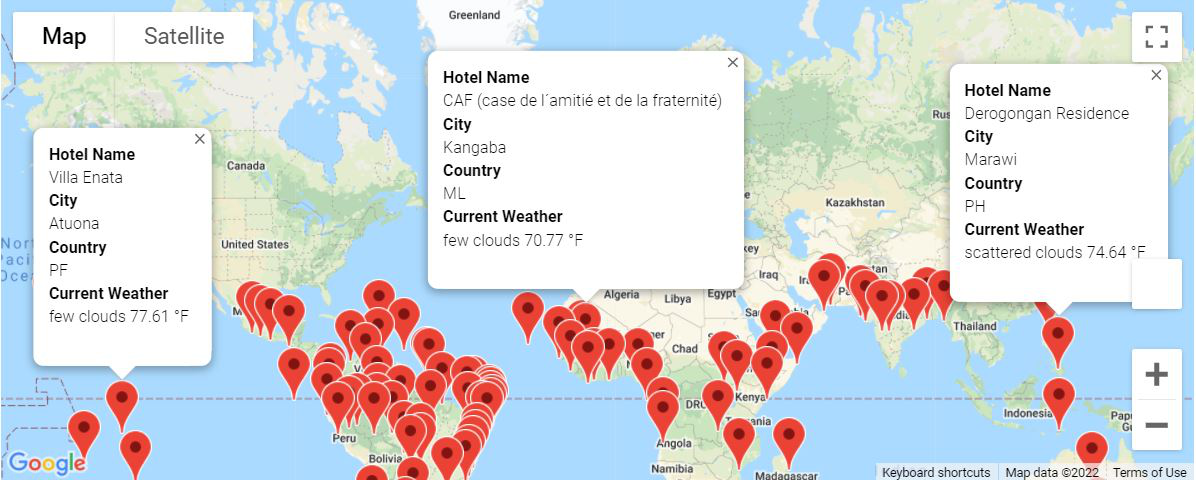 Map
Satellite
Greenland
Hotel Name
CAF (case de l´amitié et de la fraternité)
City
Kangaba
Country
ML
Current Weather
few clouds 70.77 °F
Hotel Name
Derogongan Residence
City
Marawi
Country
PH
Current Weather
scattered clouds 74.64 °F
Hotel Name
Villa Enata
City
Atuona
Country
PF
Current Weather
few clouds 77.61 °F
Canada
United States
Kazakhstan
Iraq
Algeria
Libya
Egypt
Thailand
Chad
Kenya
DRC
Indonesia
Peru
Angola
Bolivia
Namibia
Madagascar
Google
Keyboard shortcuts
Map data ©2022
Terms of Use